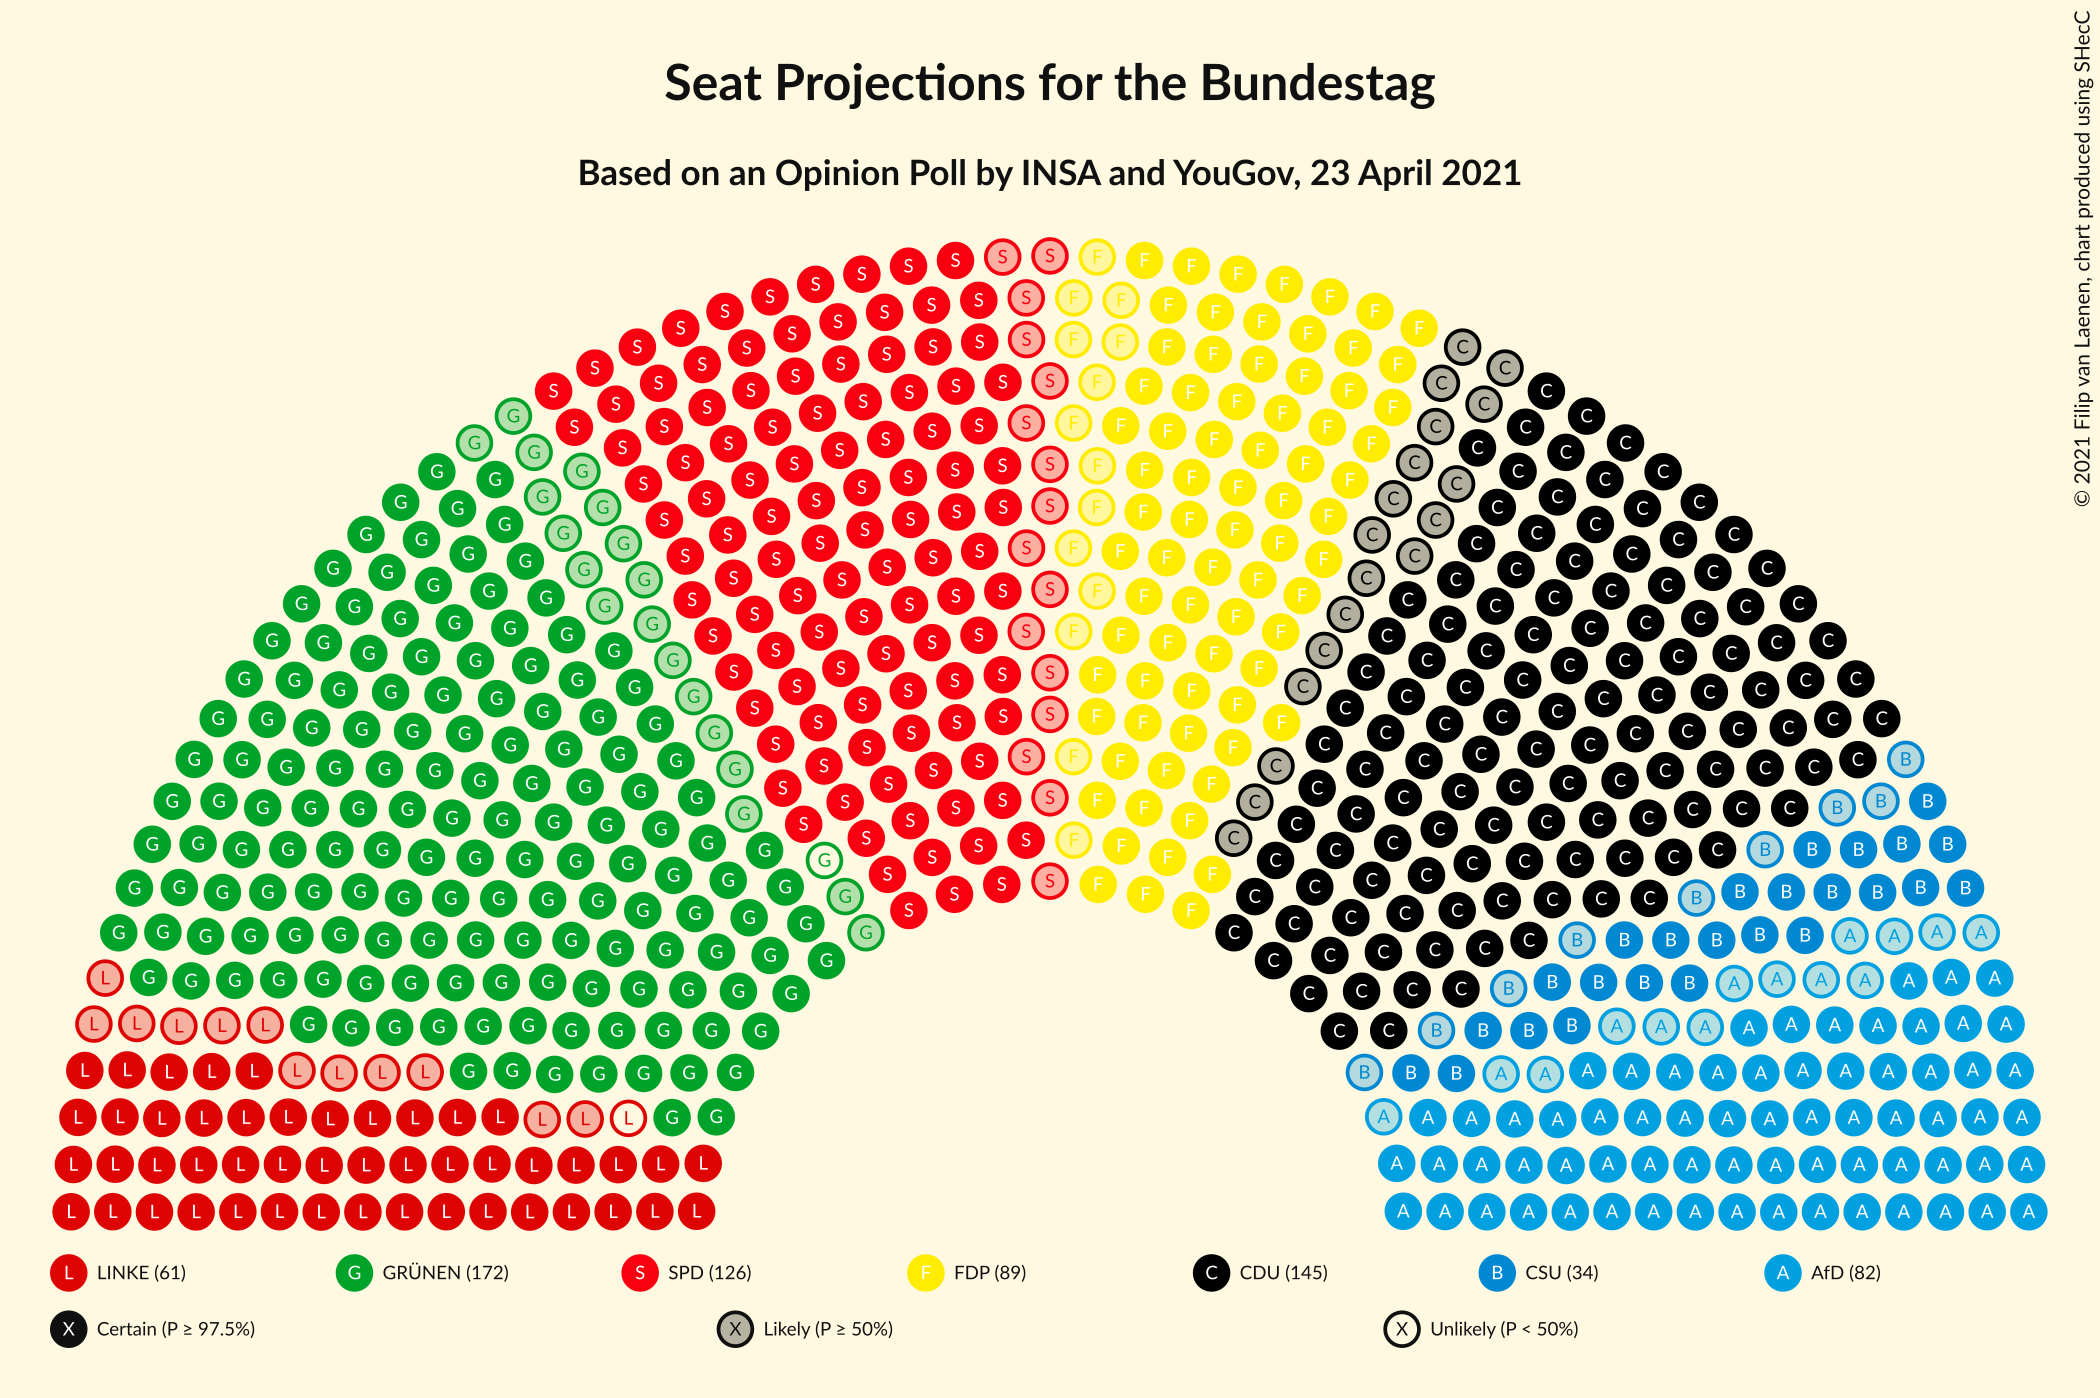 Seat Projections for the Bundestag
Based on an Opinion Poll by INSA and YouGov, 23 April 2021
© 2021 Filip van Laenen, chart produced using SHecC
L LINKE (61)
G GRÜNEN (172)
S SPD (126)
F FDP (89)
C CDU (145)
B CSU (34)
A AfD (82)
X Certain (P ≥ 97.5%)
X Likely (P ≥ 50%)
X Unlikely (P < 50%)